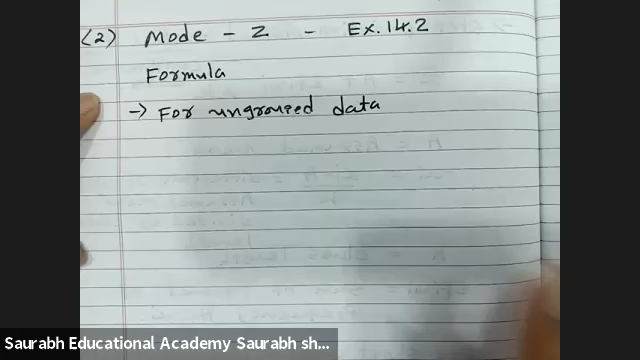 (2) Mode - Z - Ex.14.2
Formula
→ For ungrouped data
Saurabh Educational Academy Saurabh sh...